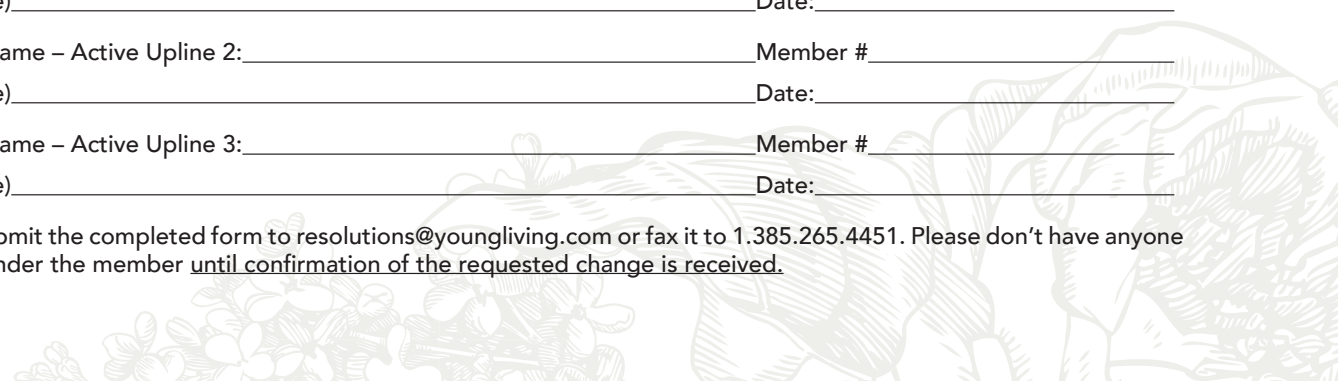 e) Date:
ame – Active Upline 2: Member #
e) Date:
ame – Active Upline 3: Member #
e) Date:
omit the completed form to resolutions@youngliving.com or fax it to 1.385.265.4451. Please don’t have anyone
nder the member until confirmation of the requested change is received.